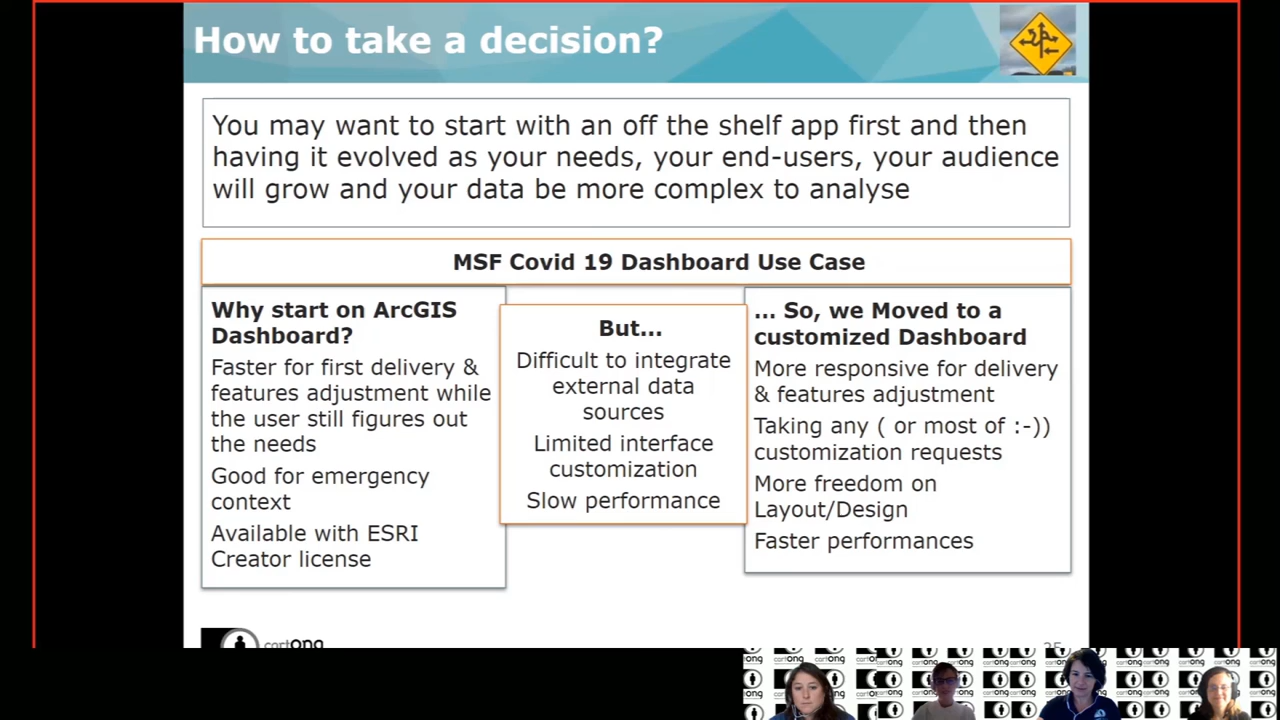 How to take a decision?
You may want to start with an off the shelf app first and then
having it evolved as your needs, your end-users, your audience
will grow and your data be more complex to analyse
MSF Covid 19 Dashboard Use Case
Why start on ArcGIS
Dashboard?
Faster for first delivery &
features adjustment while
the user still figures out
the needs
Good for emergency
context
Available with ESRI
Creator license
But...
Difficult to integrate
external data
sources
Limited interface
customization
Slow performance
... So, we Moved to a
customized Dashboard
More responsive for delivery
& features adjustment
Taking any ( or most of :-))
customization requests
More freedom on
Layout/Design
Faster performances
cartong